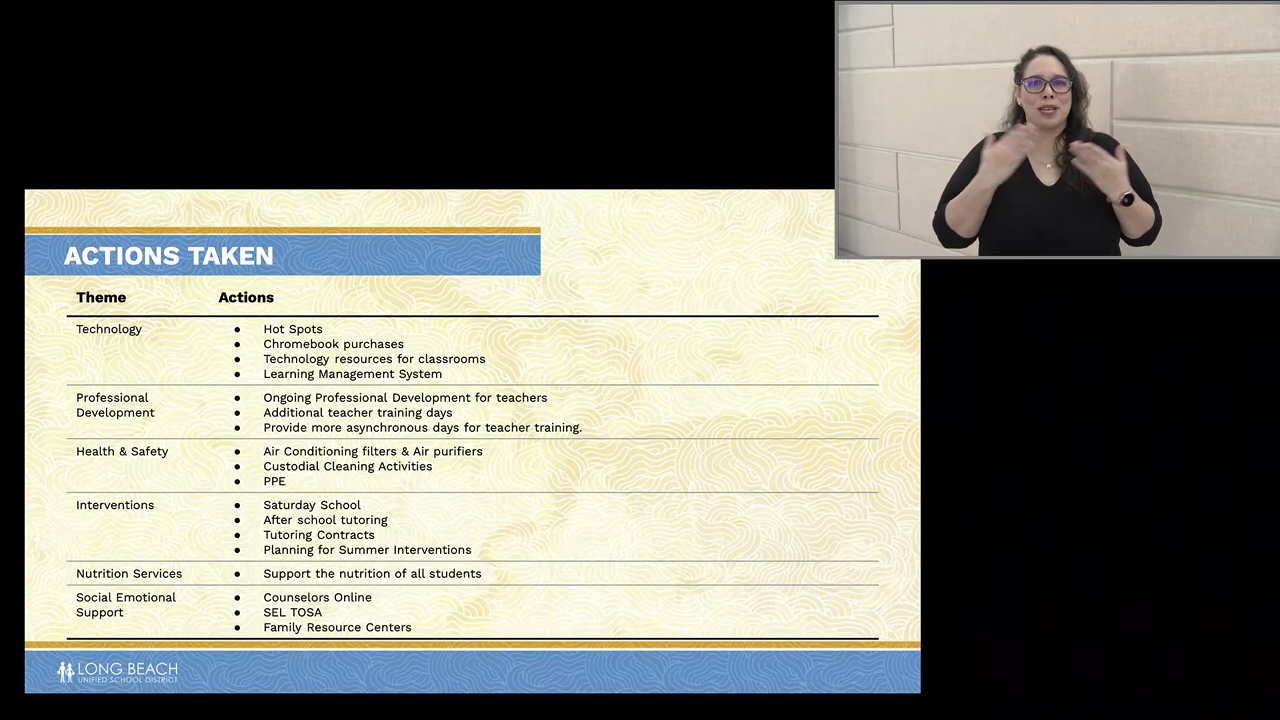 ACTIONS TAKEN
Theme Actions
Technology
● Hot Spots
● Chromebook purchases
● Technology resources for classrooms
● Learning Management System
Professional
Development
● Ongoing Professional Development for teachers
● Additional teacher training days
● Provide more asynchronous days for teacher training.
Health & Safety
● Air Conditioning filters & Air purifiers
● Custodial Cleaning Activities
● PPE
Interventions
● Saturday School
● After school tutoring
● Tutoring Contracts
● Planning for Summer Interventions
Nutrition Services
● Support the nutrition of all students
Social Emotional
Support
● Counselors Online
● SEL TOSA
● Family Resource Centers
LONG BEACH
UNIFIED SCHOOL DISTRICT